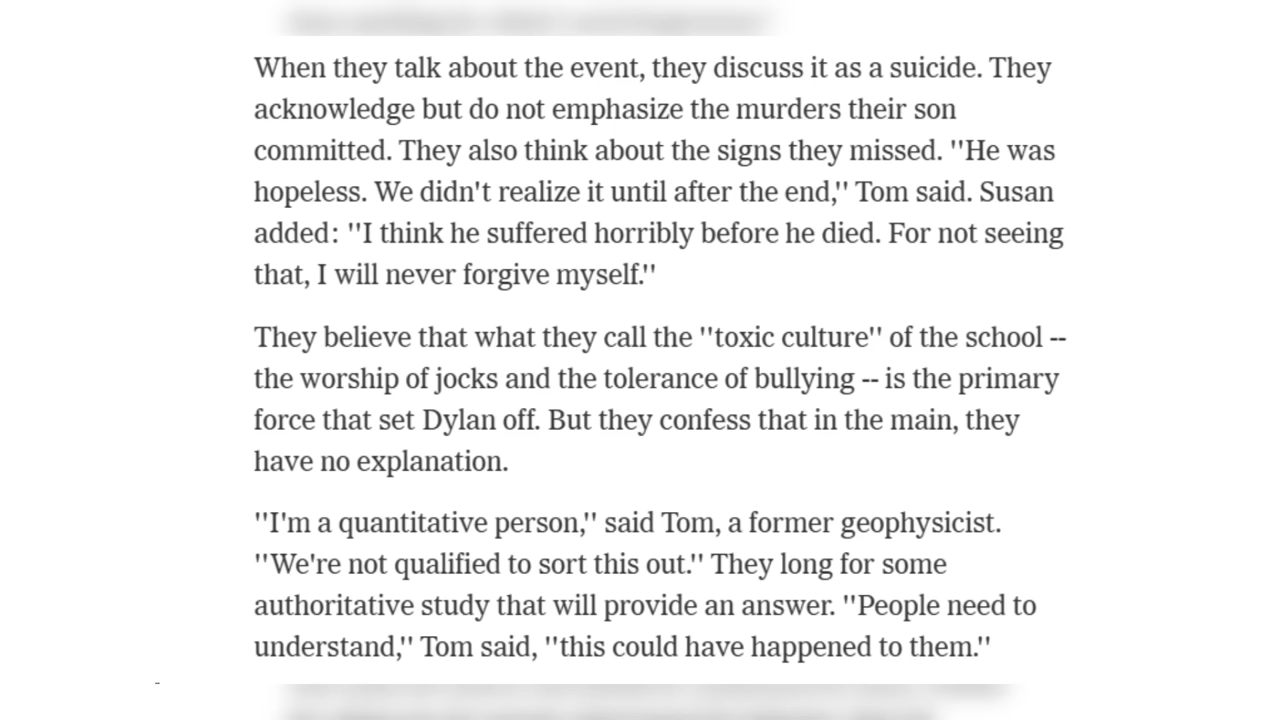 When they talk about the event, they discuss it as a suicide. They
acknowledge but do not emphasize the murders their son
committed. They also think about the signs they missed. ''He was
hopeless. We didn't realize it until after the end,'' Tom said. Susan
added: ''I think he suffered horribly before he died. For not seeing
that, I will never forgive myself.''
They believe that what they call the ''toxic culture'' of the school --
the worship of jocks and the tolerance of bullying -- is the primary
force that set Dylan off. But they confess that in the main, they
have no explanation.
''I'm a quantitative person,'' said Tom, a former geophysicist.
''We're not qualified to sort this out.'' They long for some
authoritative study that will provide an answer. ''People need to
understand,'' Tom said, ''this could have happened to them.''